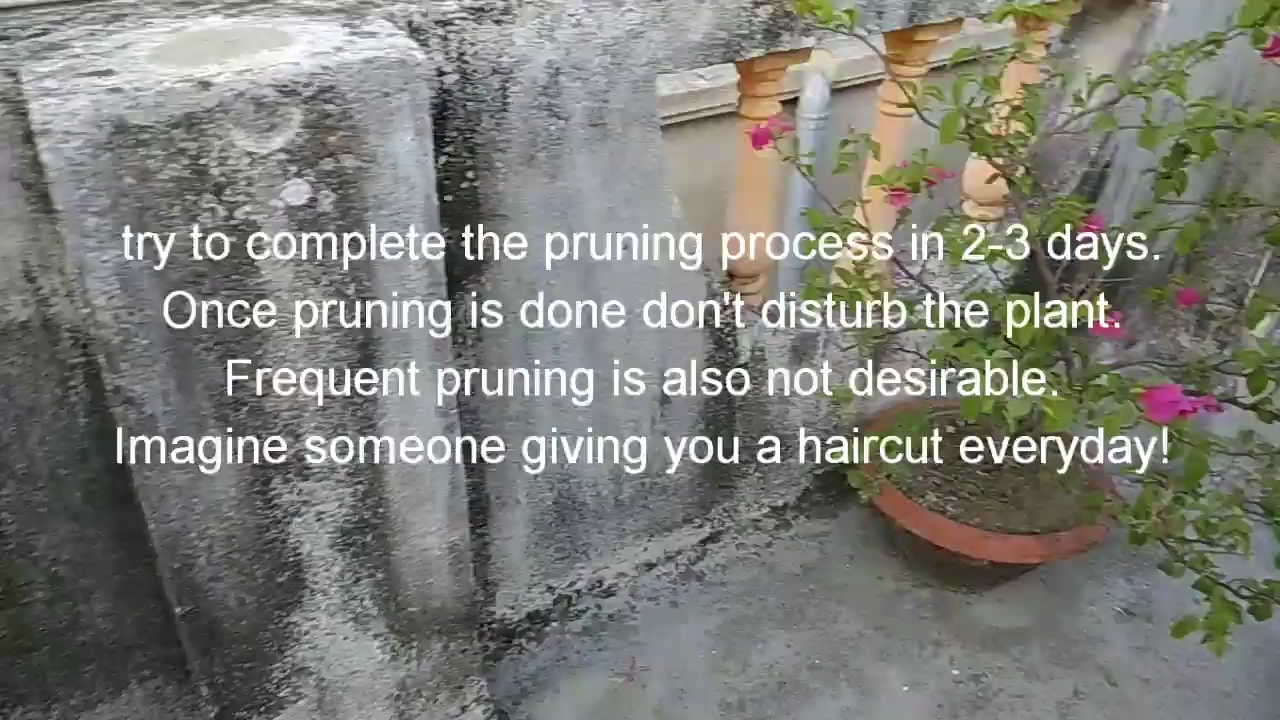 try to complete the pruning process in 2-3 days.
Once pruning is done don't disturb the plant.
Frequent pruning is also not desirable.
Imagine someone giving you a haircut everyday!